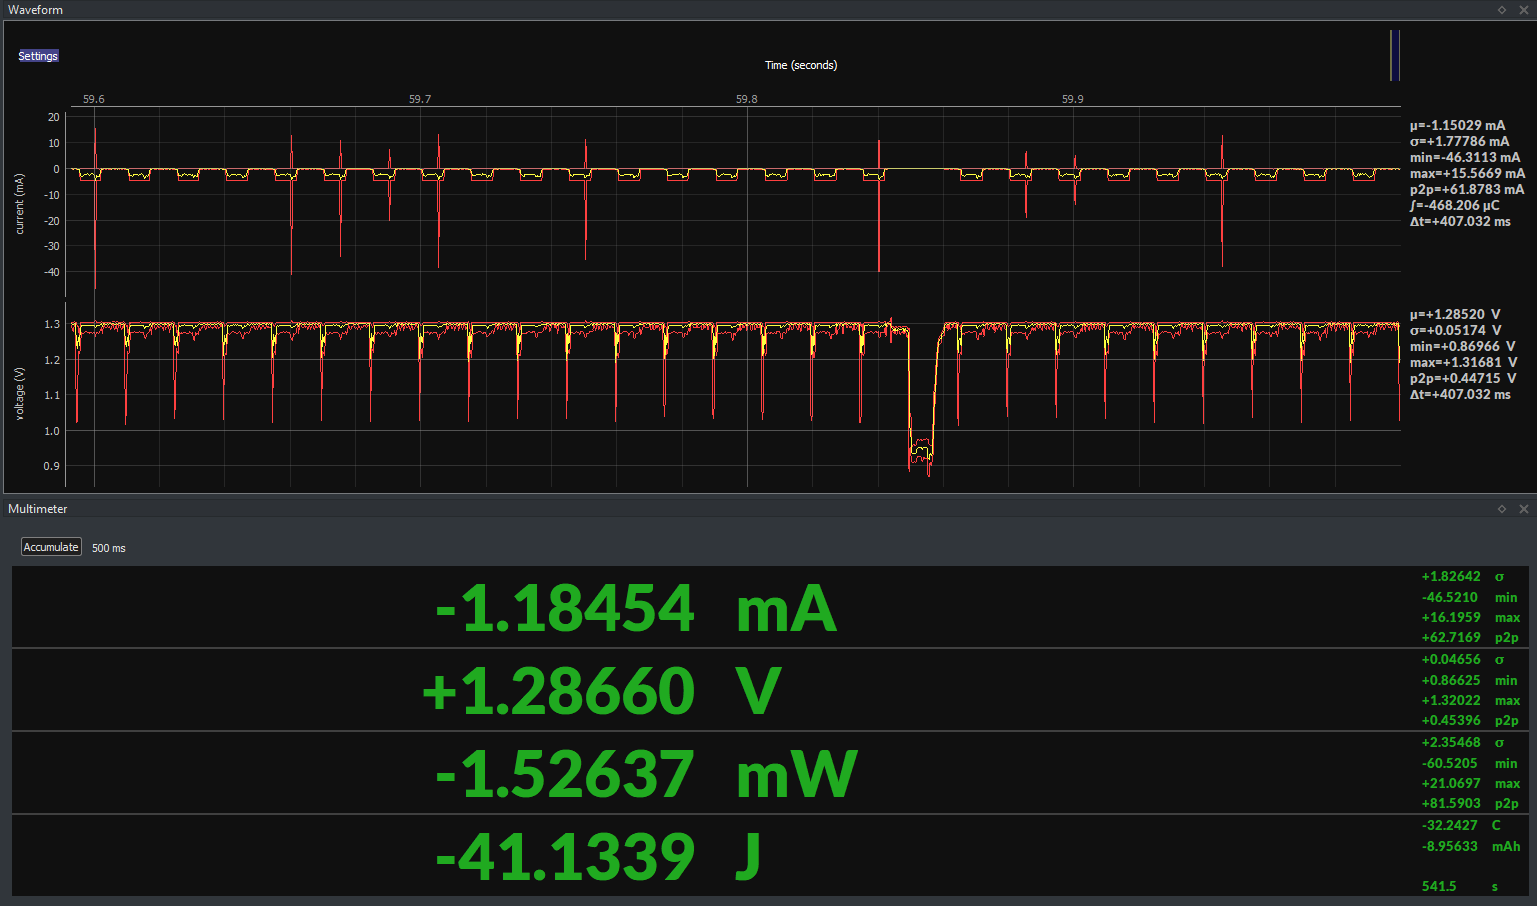 Waveform
Settings
Time (seconds)
59.6 59.7 59.8 59.9
20
10
0
-10
-20
-30
-40
current (mA)
μ=-1.15029 mA
σ=+1.77786 mA
min=-46.3113 mA
max=+15.5669 mA
p2p=+61.8783 mA
∫=-468.206 μC
Δt=+407.032 ms
1.3
1.2
1.1
1.0
0.9
voltage (V)
μ=+1.28520 V
σ=+0.05174 V
min=+0.86966 V
max=+1.31681 V
p2p=+0.44715 V
Δt=+407.032 ms
Multimeter
Accumulate 500 ms
-1.18454 mA
+1.82642 σ
-46.5210 min
+16.1959 max
+62.7169 p2p
+1.28660 V
+0.04656 σ
+0.86625 min
+1.32022 max
+0.45396 p2p
-1.52637 mW
+2.35468 σ
-60.5205 min
+21.0697 max
+81.5903 p2p
-41.1339 J
-32.2427 C
-8.95633 mAh
541.5 s